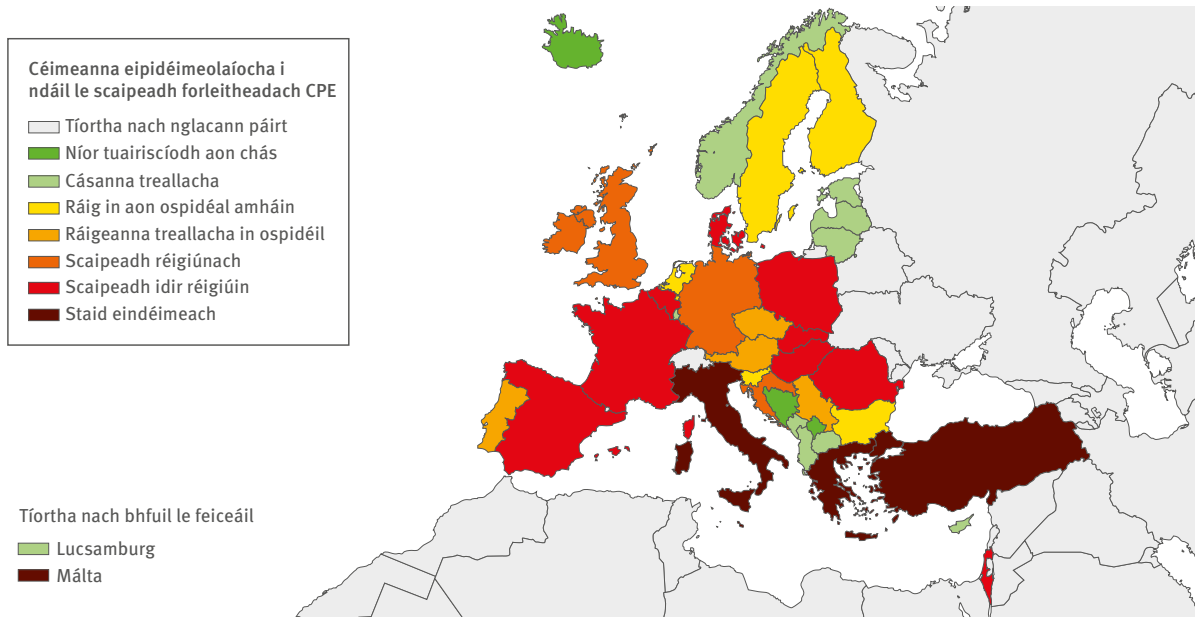 Céimeanna eipidéimeolaíocha i
ndáil le scaipeadh forleitheadach CPE
Tíortha nach nglacann páirt
Níor tuairiscíodh aon chás
Cásanna treallacha
Ráig in aon ospidéal amháin
Ráigeanna treallacha in ospidéil
Scaipeadh réigiúnach
Scaipeadh idir réigiúin
Staid eindéimeach
Tíortha nach bhfuil le feiceáil
Lucsamburg
Málta